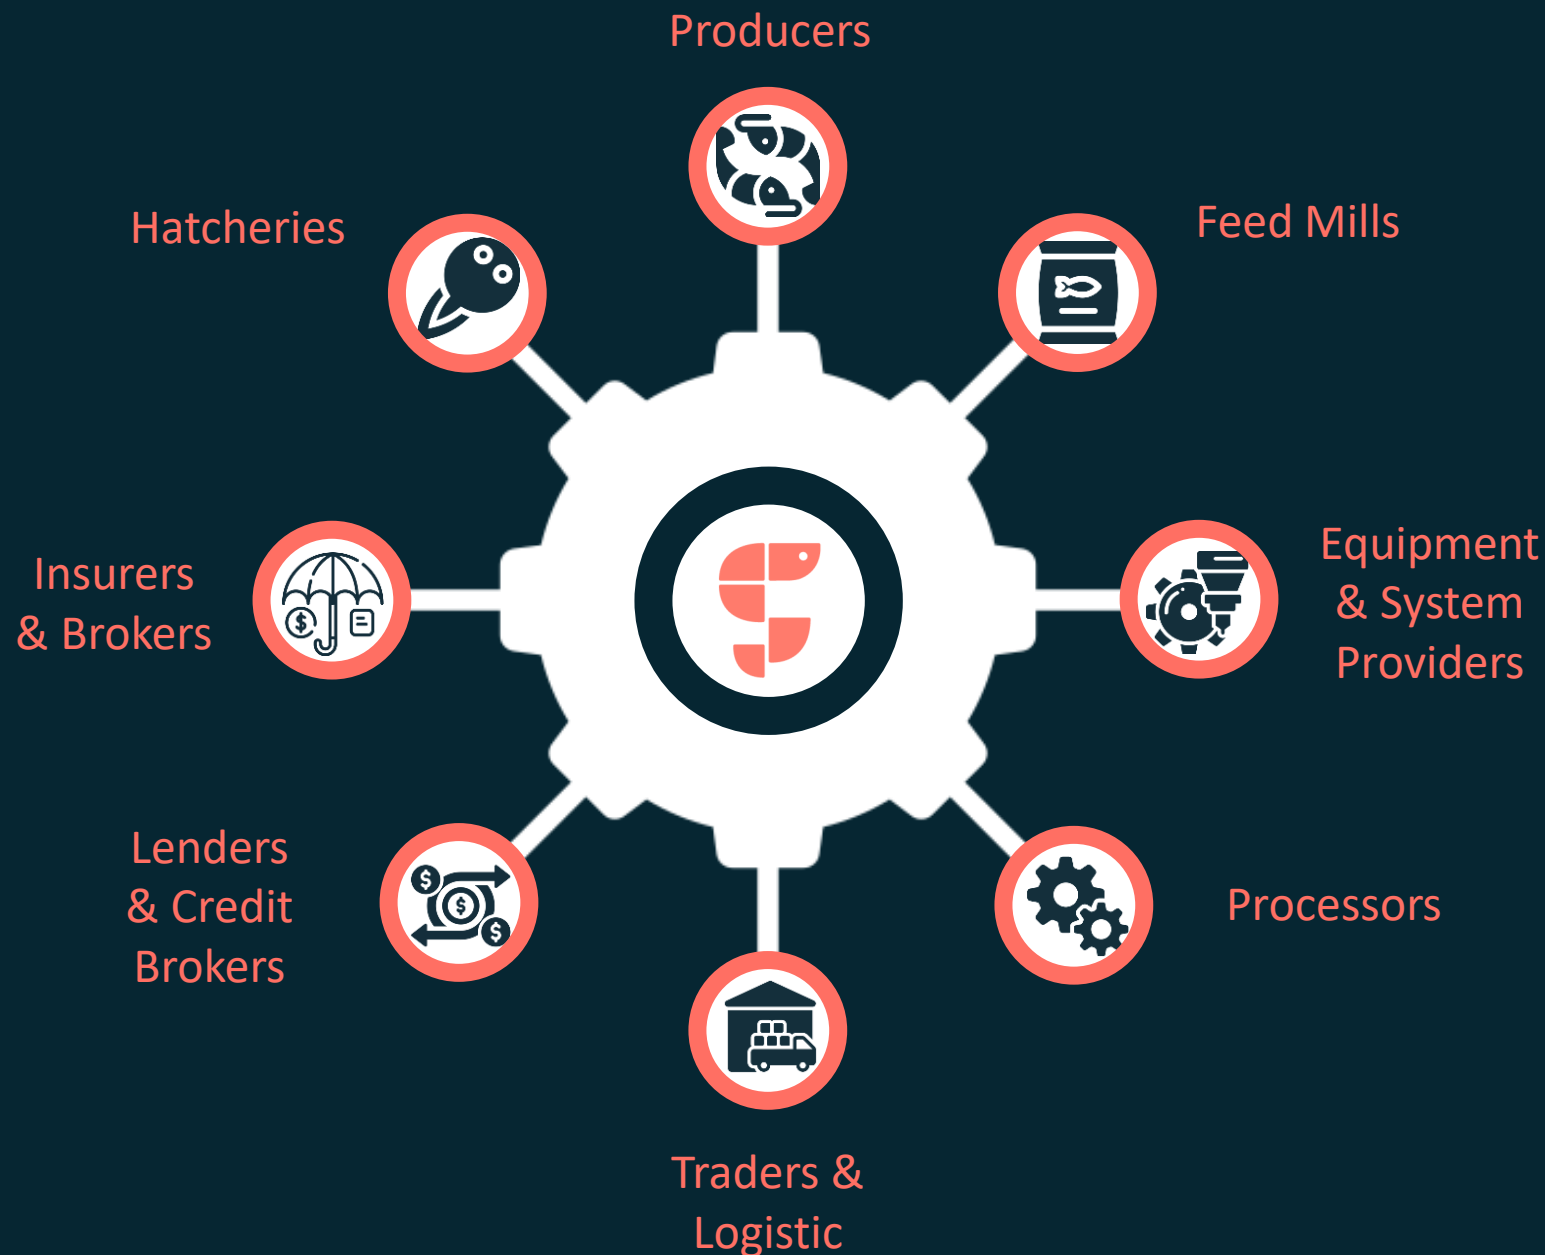 Producers
Hatcheries
Feed Mills
Insurers
& Brokers
Equipment
& System
Providers
Lenders
& Credit
Brokers
Processors
Traders &
Logistic
$
$
$
$